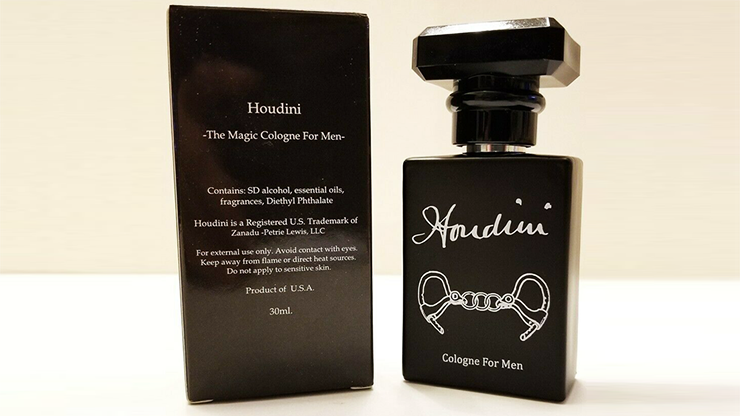 Houdini
-The Magic Cologne For Men-
Contains: SD alcohol, essential oils,
fragrances, Diethyl Phthalate
Houdini is a Registered U.S. Trademark of
Zanadu -Petrie Lewis, LLC
For external use only. Avoid contact with eyes.
Keep away from flame or direct heat sources.
Do not apply to sensitive skin.
Product of U.S.A.
30ml.
Houdini
Cologne For Men